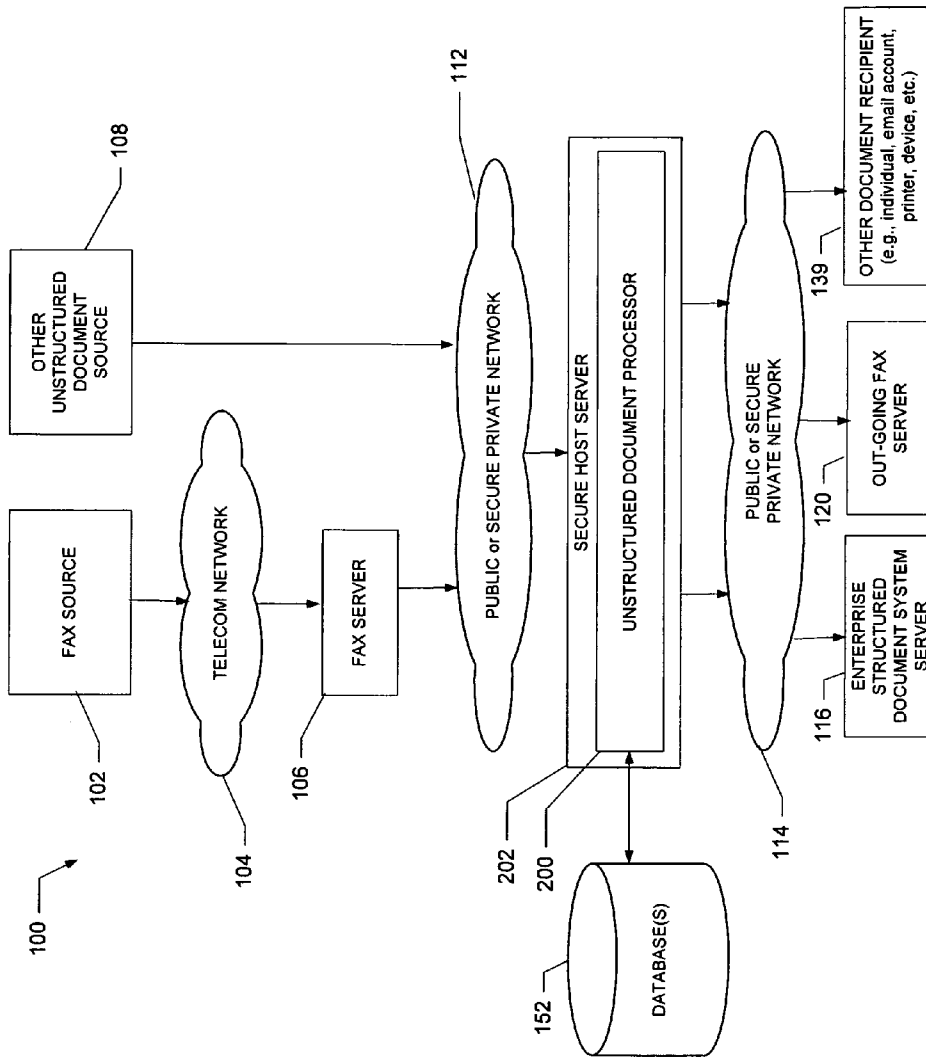 100
FAX SOURCE
102
OTHER
UNSTRUCTURED
DOCUMENT
SOURCE
108
TELECOM NETWORK
104
FAX SERVER
106
PUBLIC or SECURE PRIVATE NETWORK
112
SECURE HOST SERVER
UNSTRUCTURED DOCUMENT PROCESSOR
202
200
DATABASE(S)
152
PUBLIC or SECURE
PRIVATE NETWORK
114
ENTERPRISE
STRUCTURED
DOCUMENT SYSTEM
SERVER
116
OUT-GOING FAX
SERVER
120
OTHER DOCUMENT RECIPIENT
(e.g., individual, email account,
printer, device, etc.)
139